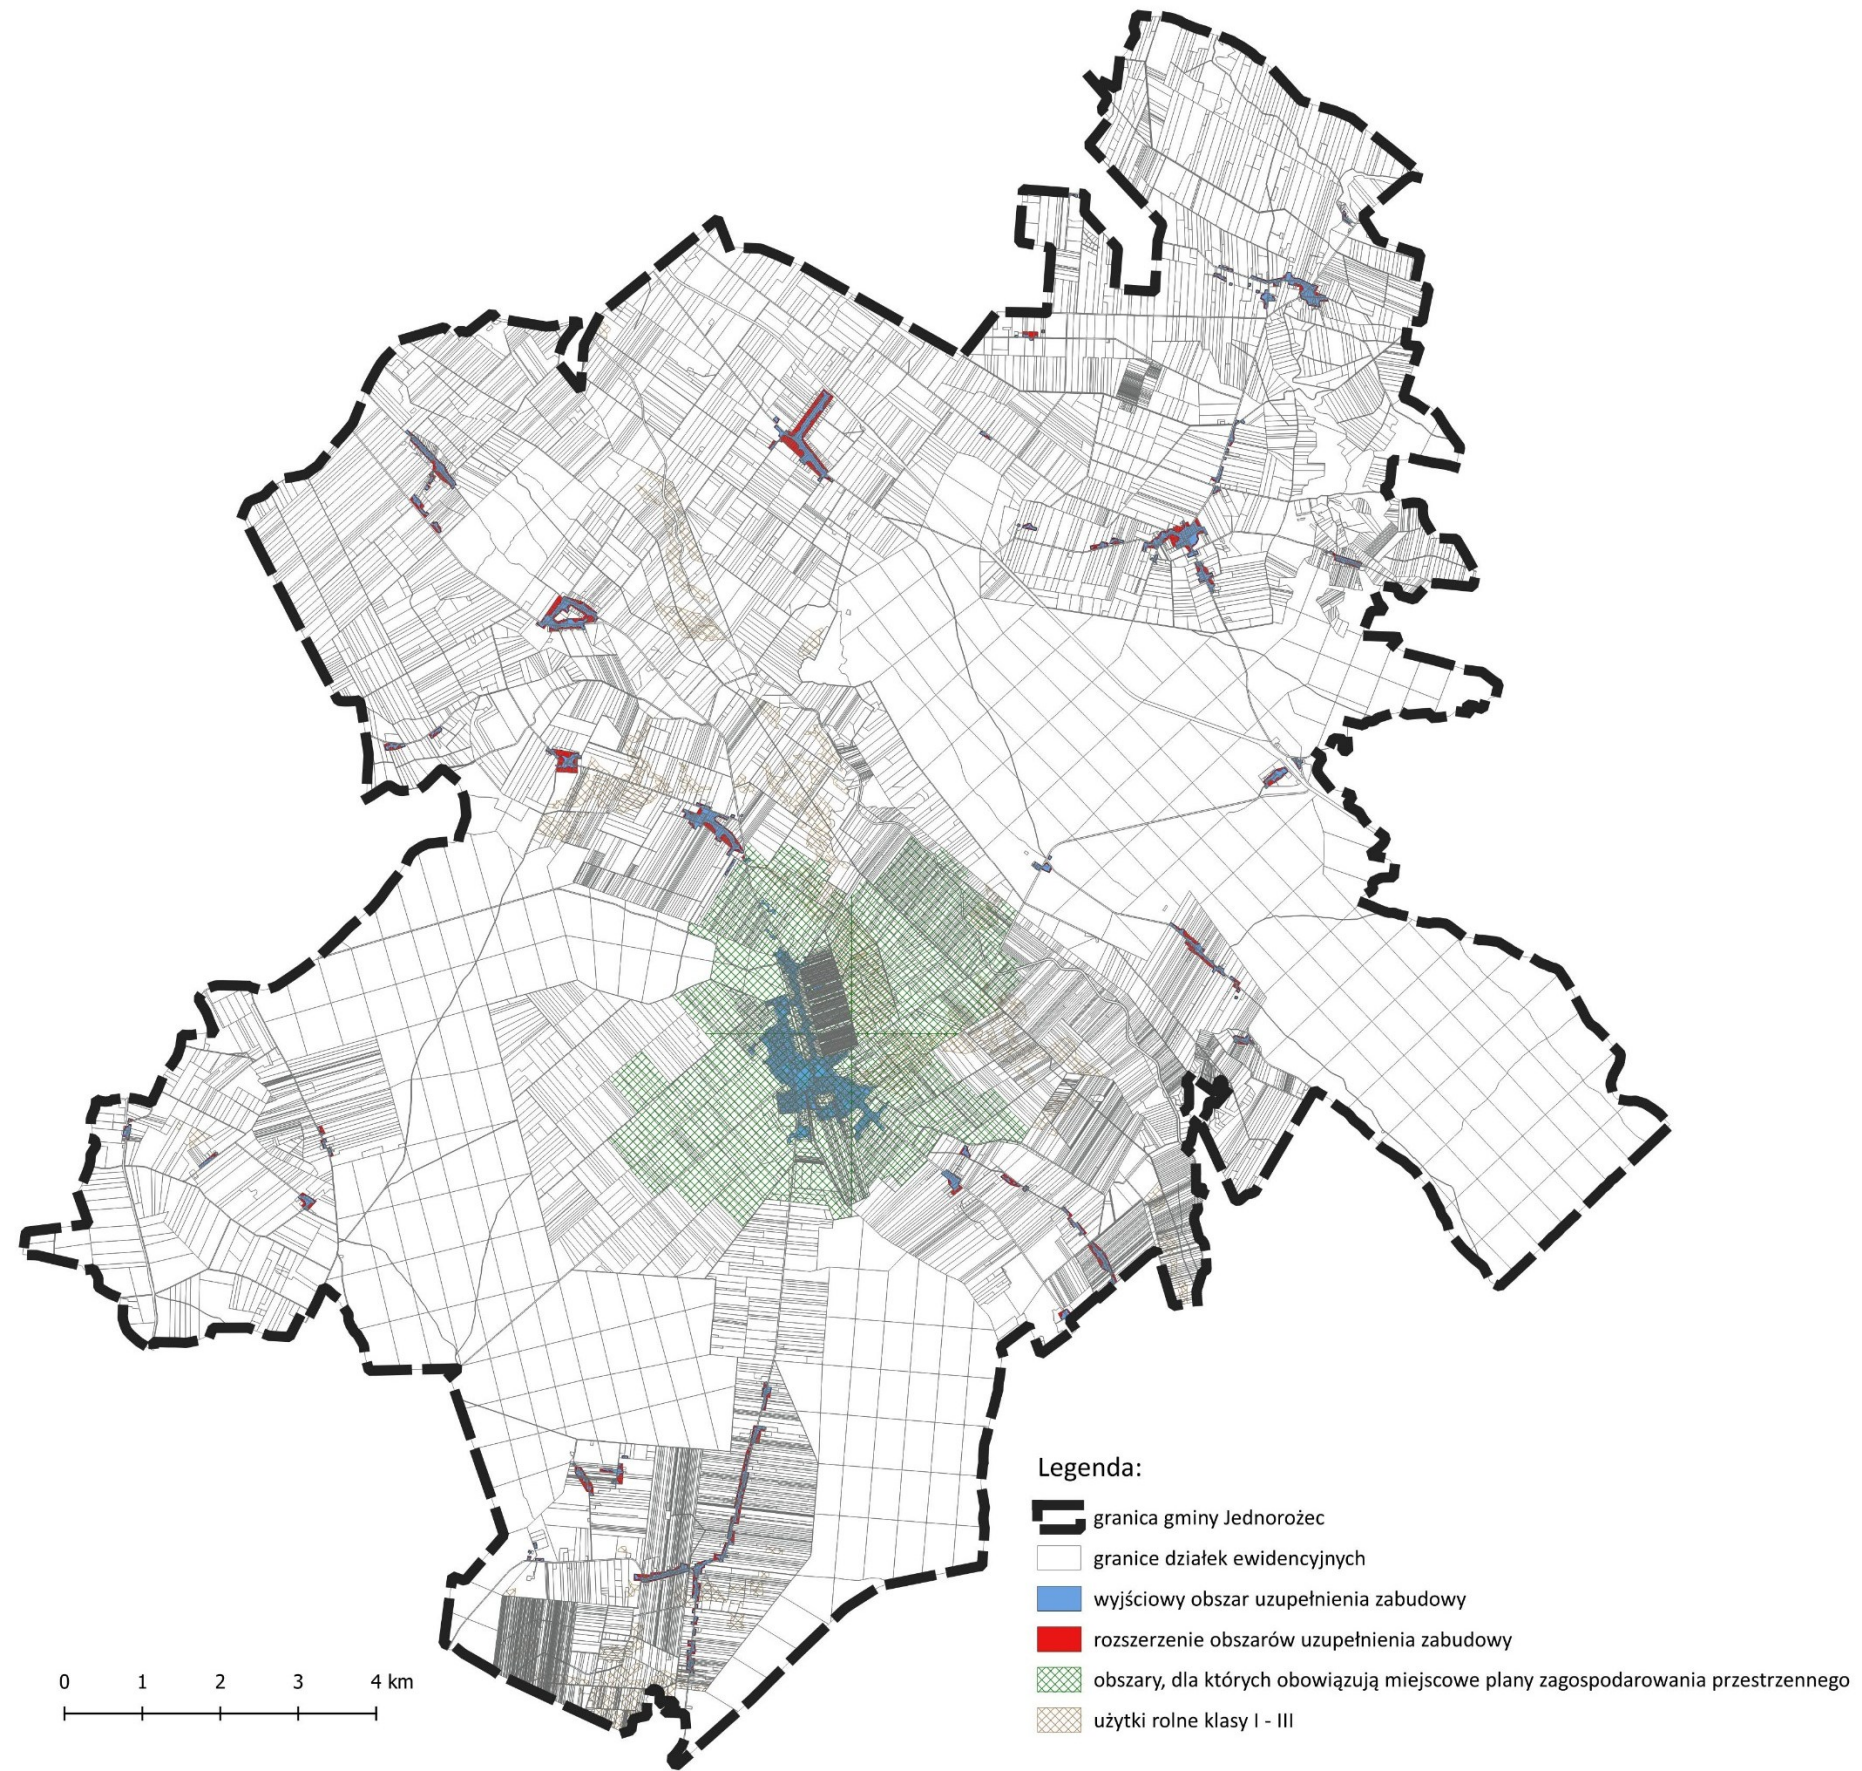 Legenda:
granica gminy Jednorożec
granice działek ewidencyjnych
wyjściowy obszar uzupełnienia zabudowy
rozszerzenie obszarów uzupełnienia zabudowy
obszary, dla których obowiązują miejscowe plany zagospodarowania przestrzennego
użytki rolne klasy I - III
0 1 2 3 4 km